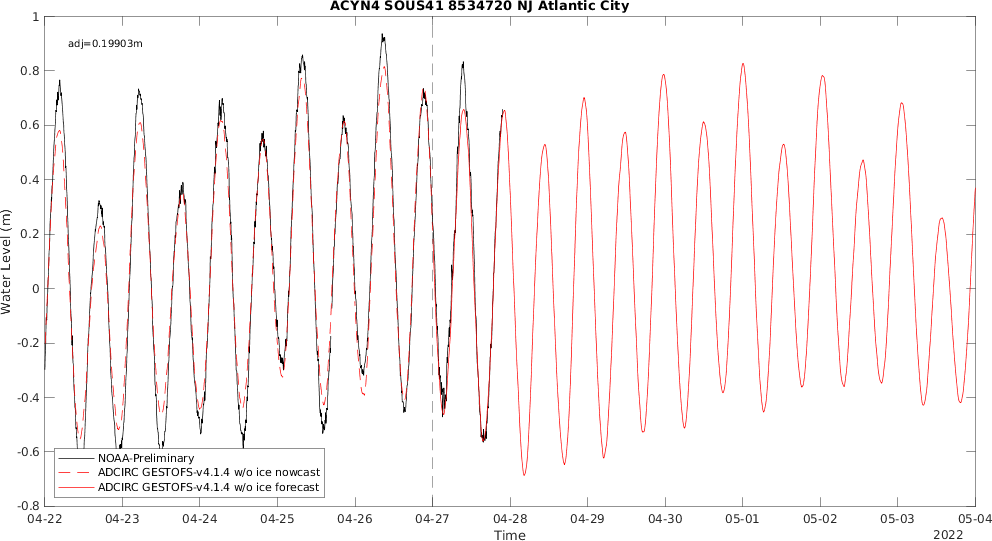 ACYN4 SOUS41 8534720 NJ Atlantic City
adj=0.19903m
1
0.8
0.6
0.4
0.2
0
-0.2
-0.4
-0.6
-0.8
Water Level (m)
NOAA-Preliminary
ADCIRC GESTOFS-v4.1.4 w/o ice nowcast
ADCIRC GESTOFS-v4.1.4 w/o ice forecast
04-22 04-23 04-24 04-25 04-26 04-27 04-28 04-29 04-30 05-01 05-02 05-03 05-04
Time
2022